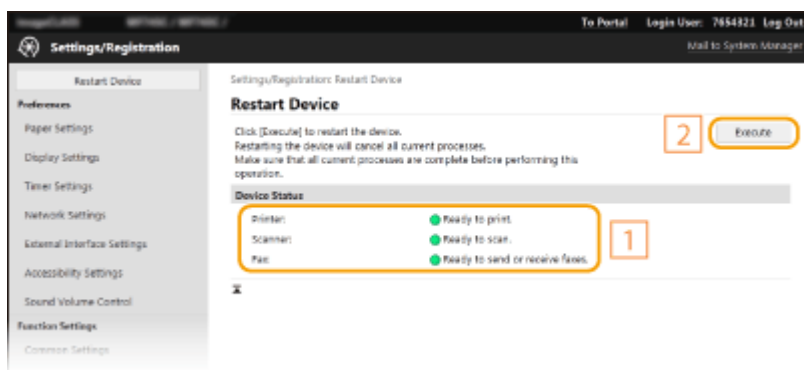 To Portal Login User: 7654321 Log Out
Settings/Registration
Mail to System Manager
Restart Device
Preferences
Paper Settings
Display Settings
Timer Settings
Network Settings
External Interface Settings
Accessibility Settings
Sound Volume Control
Function Settings
Common Settings
Settings/Registration: Restart Device
Restart Device
Click [Execute] to restart the device.
Restarting the device will cancel all current processes.
Make sure that all current processes are complete before performing this
operation.
2
Execute
Device Status
Printer: Ready to print.
Scanner: Ready to scan.
Fax: Ready to send or receive faxes.
1